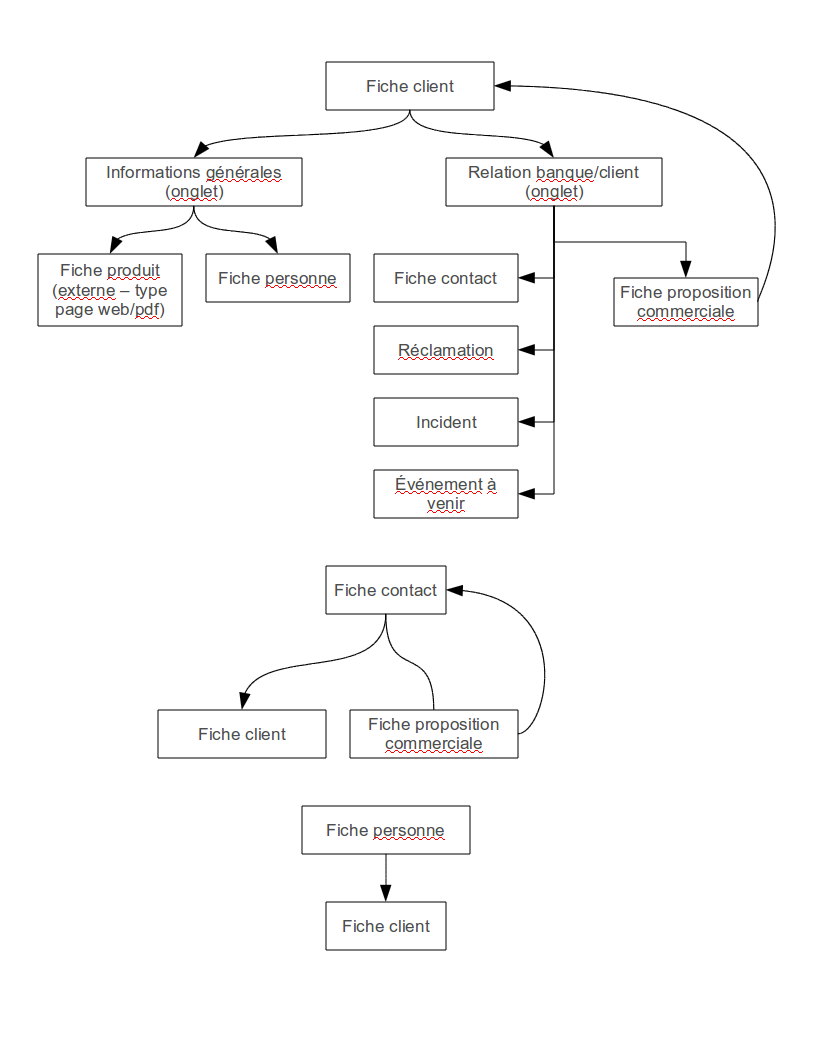 Fiche client
Informations générales
(onglet)
Relation banque/client
(onglet)
Fiche produit
(externe – type
page web/pdf)
Fiche personne
Fiche contact
Fiche proposition
commerciale
Réclamation
Incident
Événement à
venir
Fiche contact
Fiche client
Fiche proposition
commerciale
Fiche personne
Fiche client